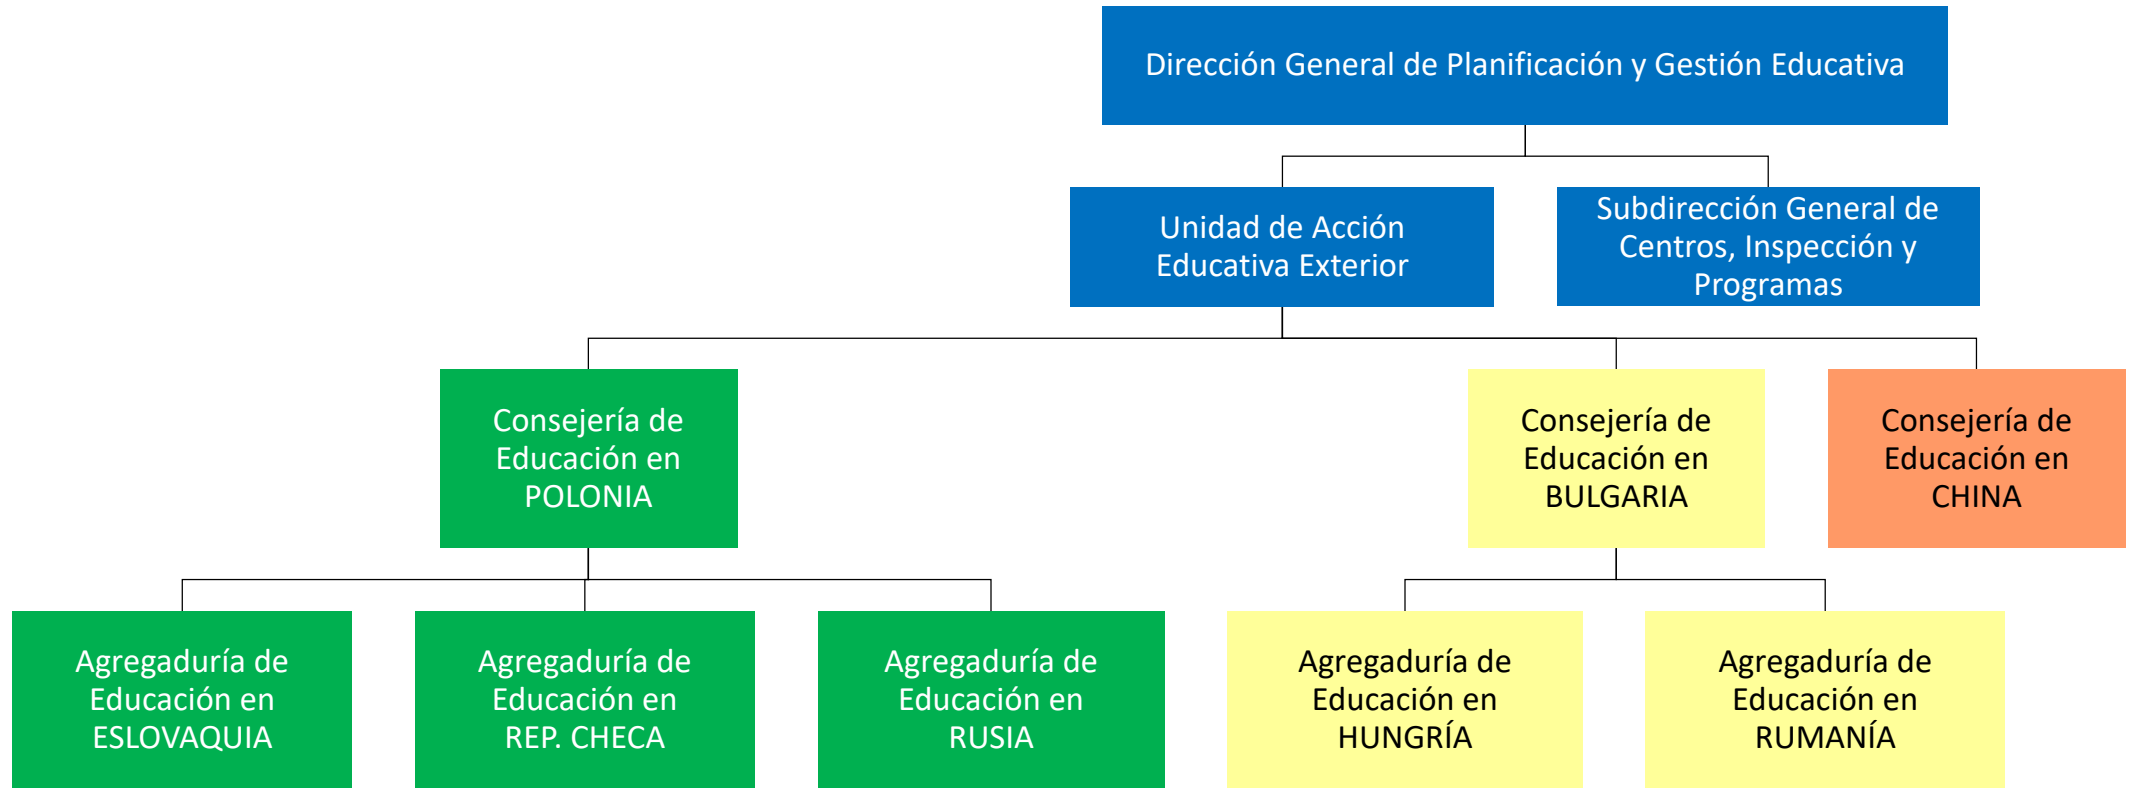 Dirección General de Planificación y Gestión Educativa
Unidad de Acción
Educativa Exterior
Subdirección General de
Centros, Inspección y
Programas
Consejería de
Educación en
POLONIA
Consejería de
Educación en
BULGARIA
Consejería de
Educación en
CHINA
Agregaduría de
Educación en
ESLOVAQUIA
Agregaduría de
Educación en
REP. CHECA
Agregaduría de
Educación en
RUSIA
Agregaduría de
Educación en
HUNGRÍA
Agregaduría de
Educación en
RUMANÍA